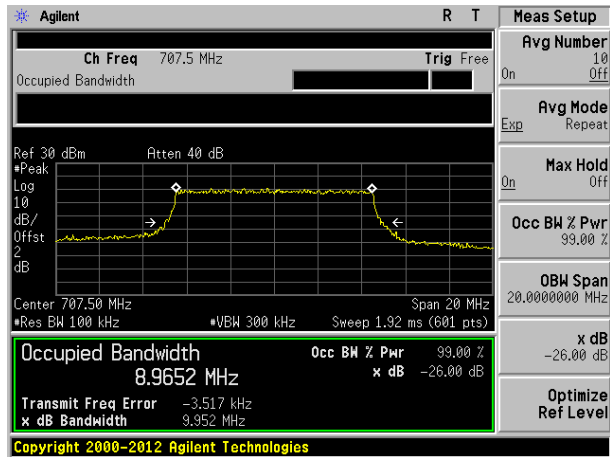 Agilent R T
Ch Freq 707.5 MHz Trig Free
Occupied Bandwidth
Ref 30 dBm Atten 40 dB
#Peak
Log
10
dB/
Offst
2
dB
Center 707.50 MHz Span 20 MHz
#Res BW 100 kHz #VBW 300 kHz Sweep 1.92 ms (601 pts)
Occupied Bandwidth Occ BW % Pwr 99.00 %
8.9652 MHz x dB -26.00 dB
Transmit Freq Error -3.517 kHz
x dB Bandwidth 9.952 MHz
Copyright 2000-2012 Agilent Technologies
Meas Setup
Avg Number
10
On Off
Avg Mode
Exp Repeat
Max Hold
On Off
Occ BW % Pwr
99.00 %
OBW Span
20.0000000 MHz
x dB
-26.00 dB
Optimize
Ref Level